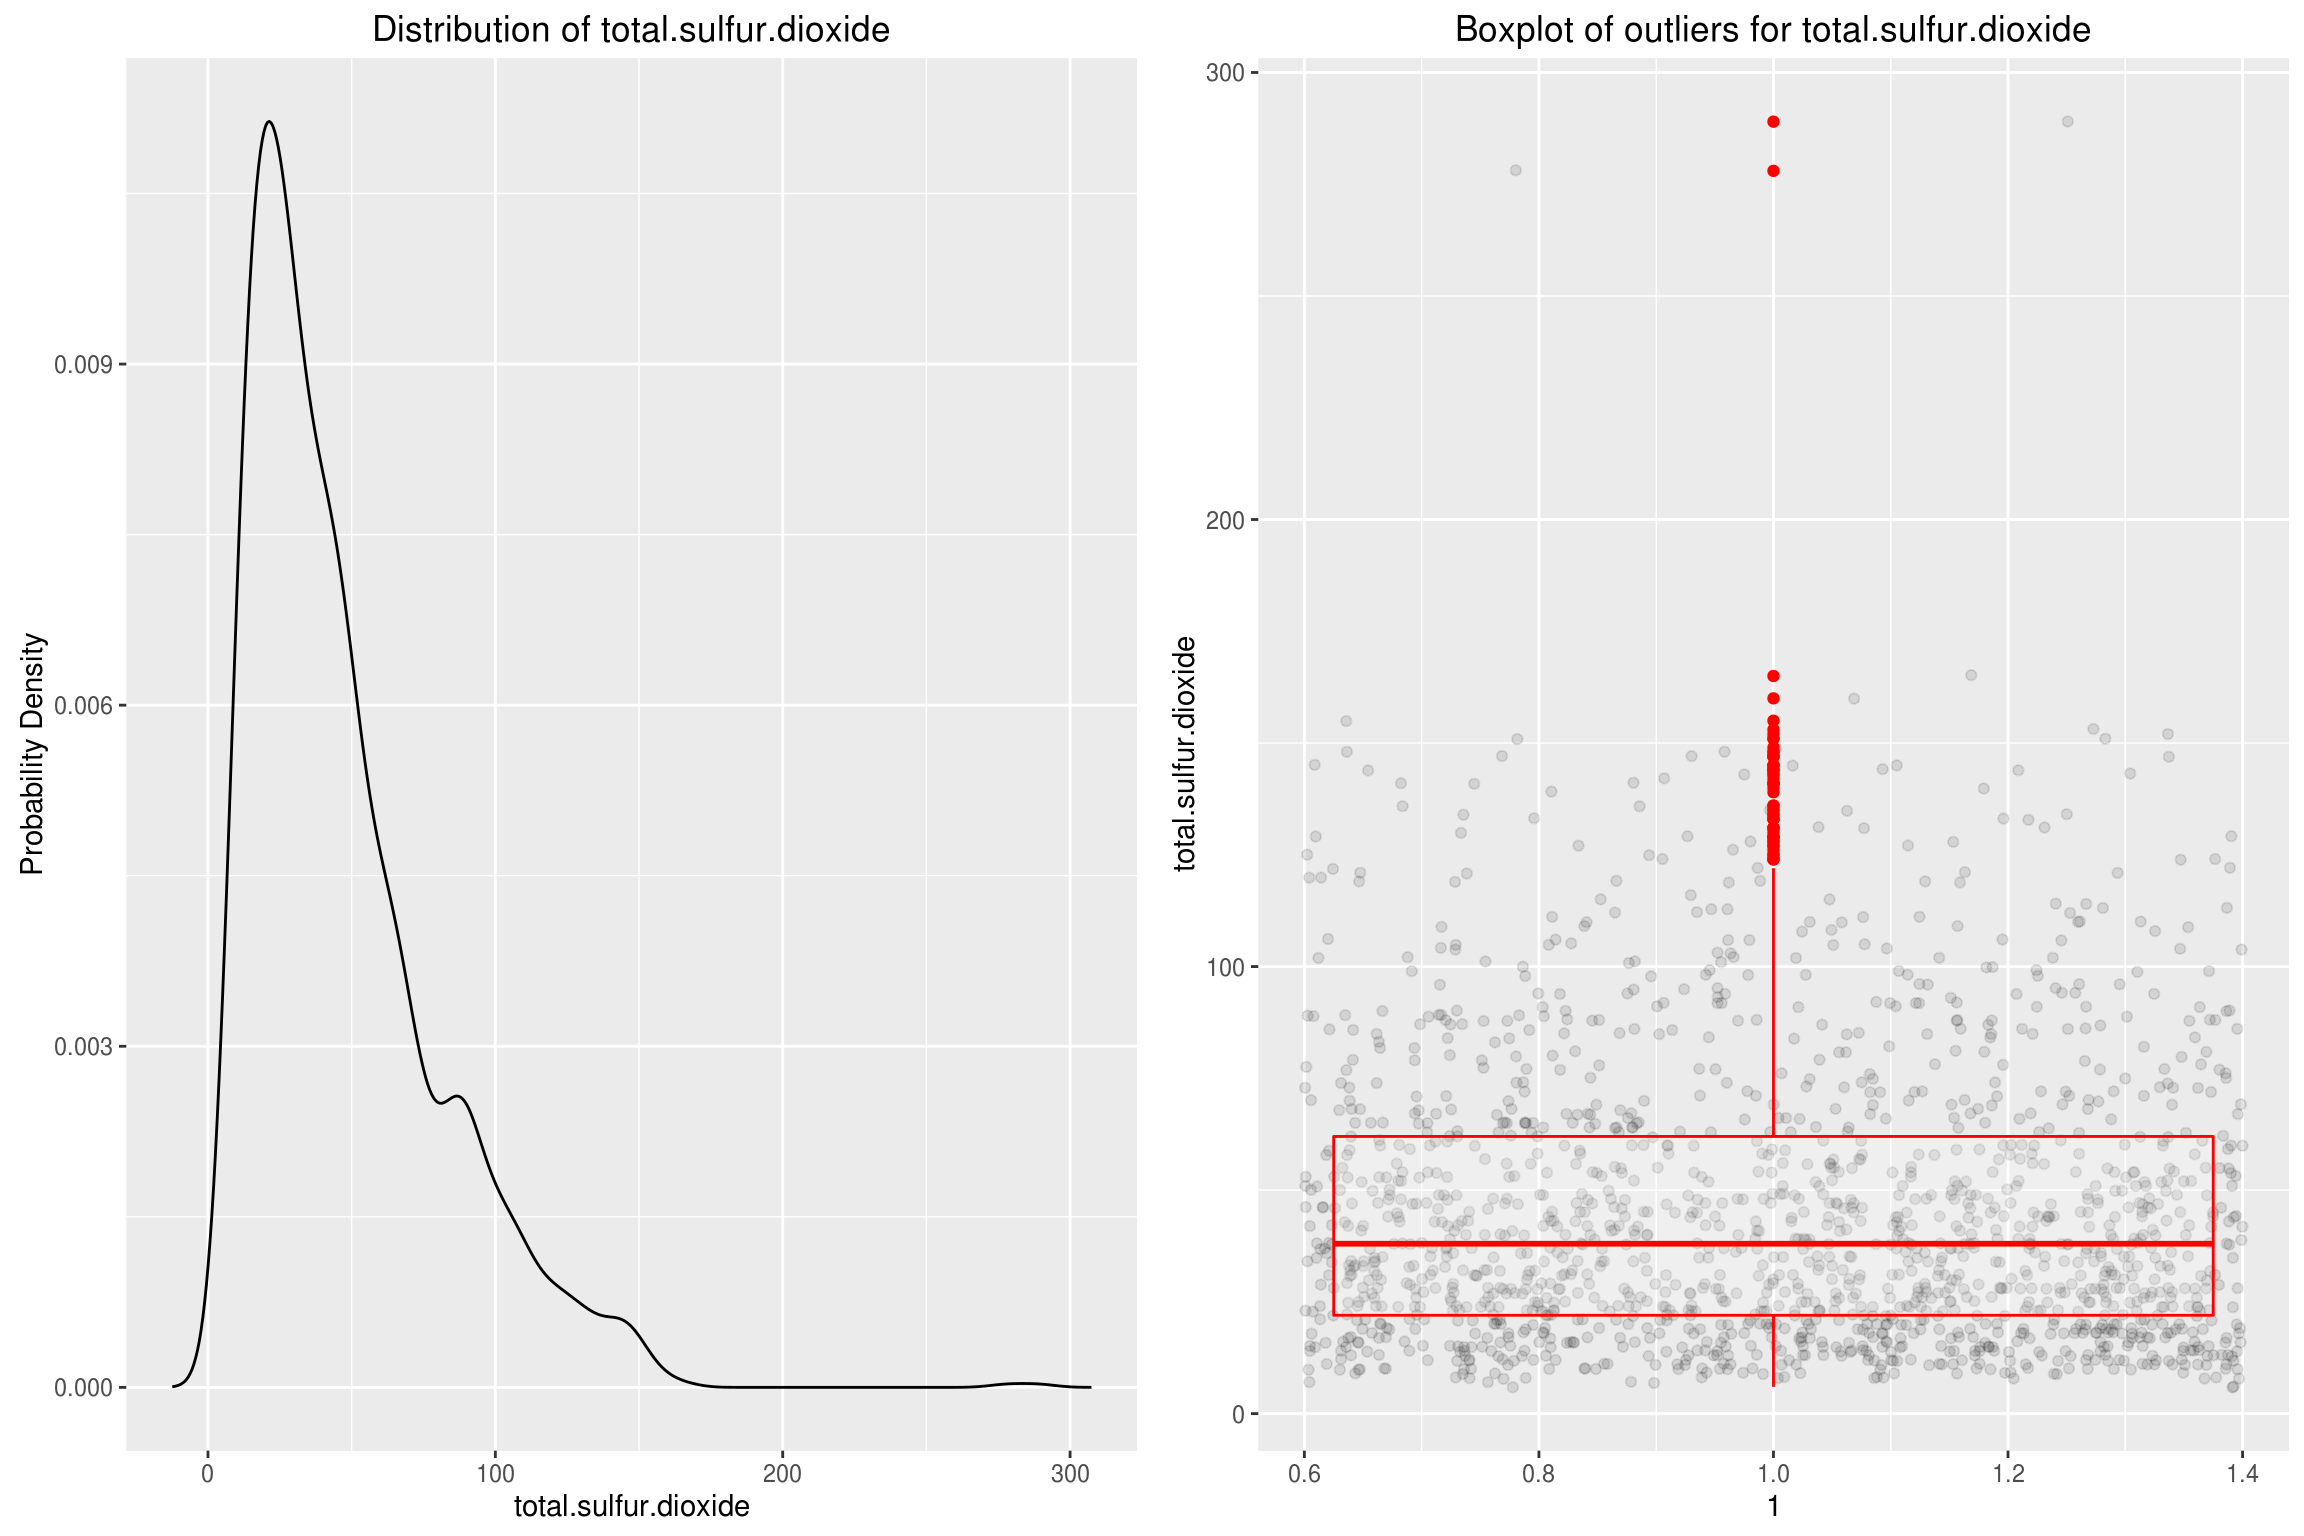 Distribution of total.sulfur.dioxide
Probability Density
0.009
0.006
0.003
0.000
0 100 200 300
total.sulfur.dioxide
Boxplot of outliers for total.sulfur.dioxide
total.sulfur.dioxide
300
200
100
0
0.6 0.8 1.0 1.2 1.4
1